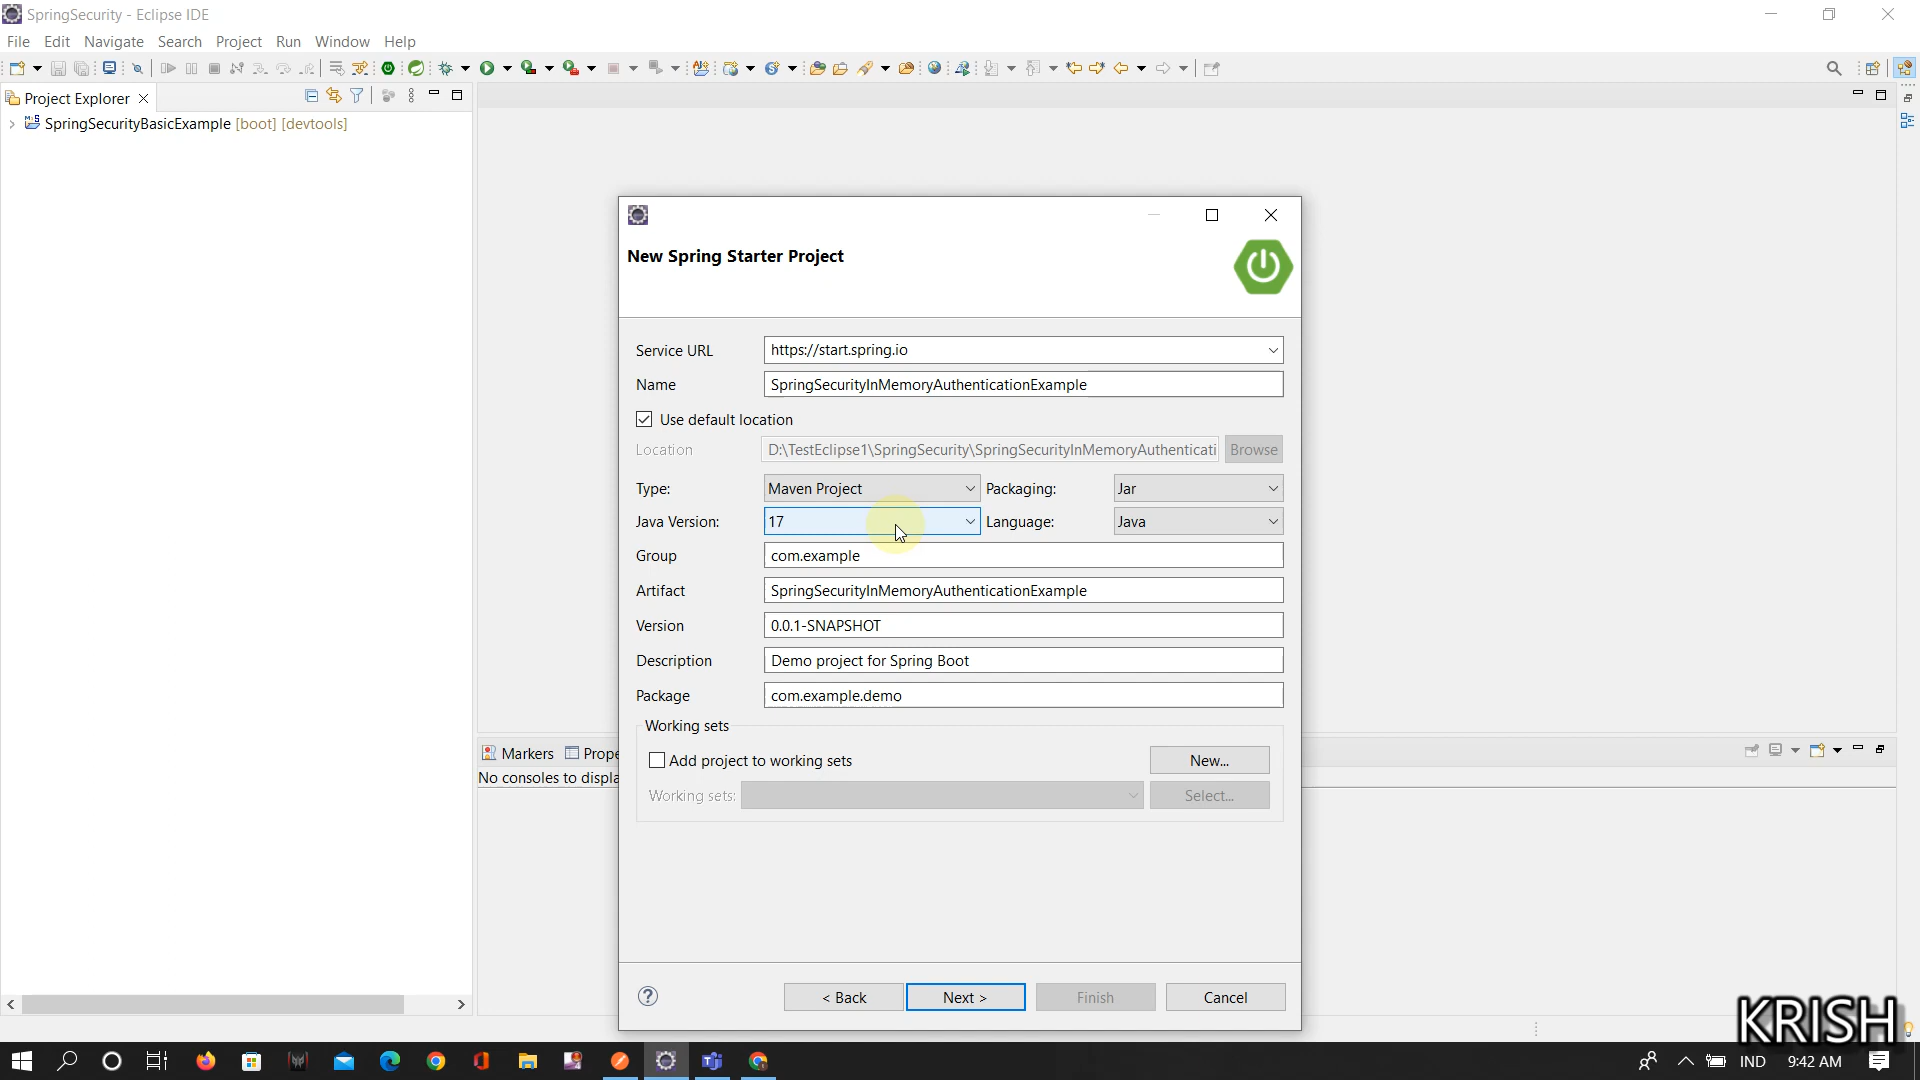 SpringSecurity - Eclipse IDE
File Edit Navigate Search Project Run Window Help
Project Explorer
SpringSecurityBasicExample [boot] [devtools]
New Spring Starter Project
Service URL https://start.spring.io
Name SpringSecurityInMemoryAuthenticationExample
Use default location
Location D:\TestEclipse1\SpringSecurity\SpringSecurityInMemoryAuthenticati Browse
Type: Maven Project Packaging: Jar
Java Version: 17 Language: Java
Group com.example
Artifact SpringSecurityInMemoryAuthenticationExample
Version 0.0.1-SNAPSHOT
Description Demo project for Spring Boot
Package com.example.demo
Working sets
Add project to working sets New...
Working sets: Select...
Markers Prope
No consoles to displa
< Back Next > Finish Cancel
KRISH
IND 9:42 AM